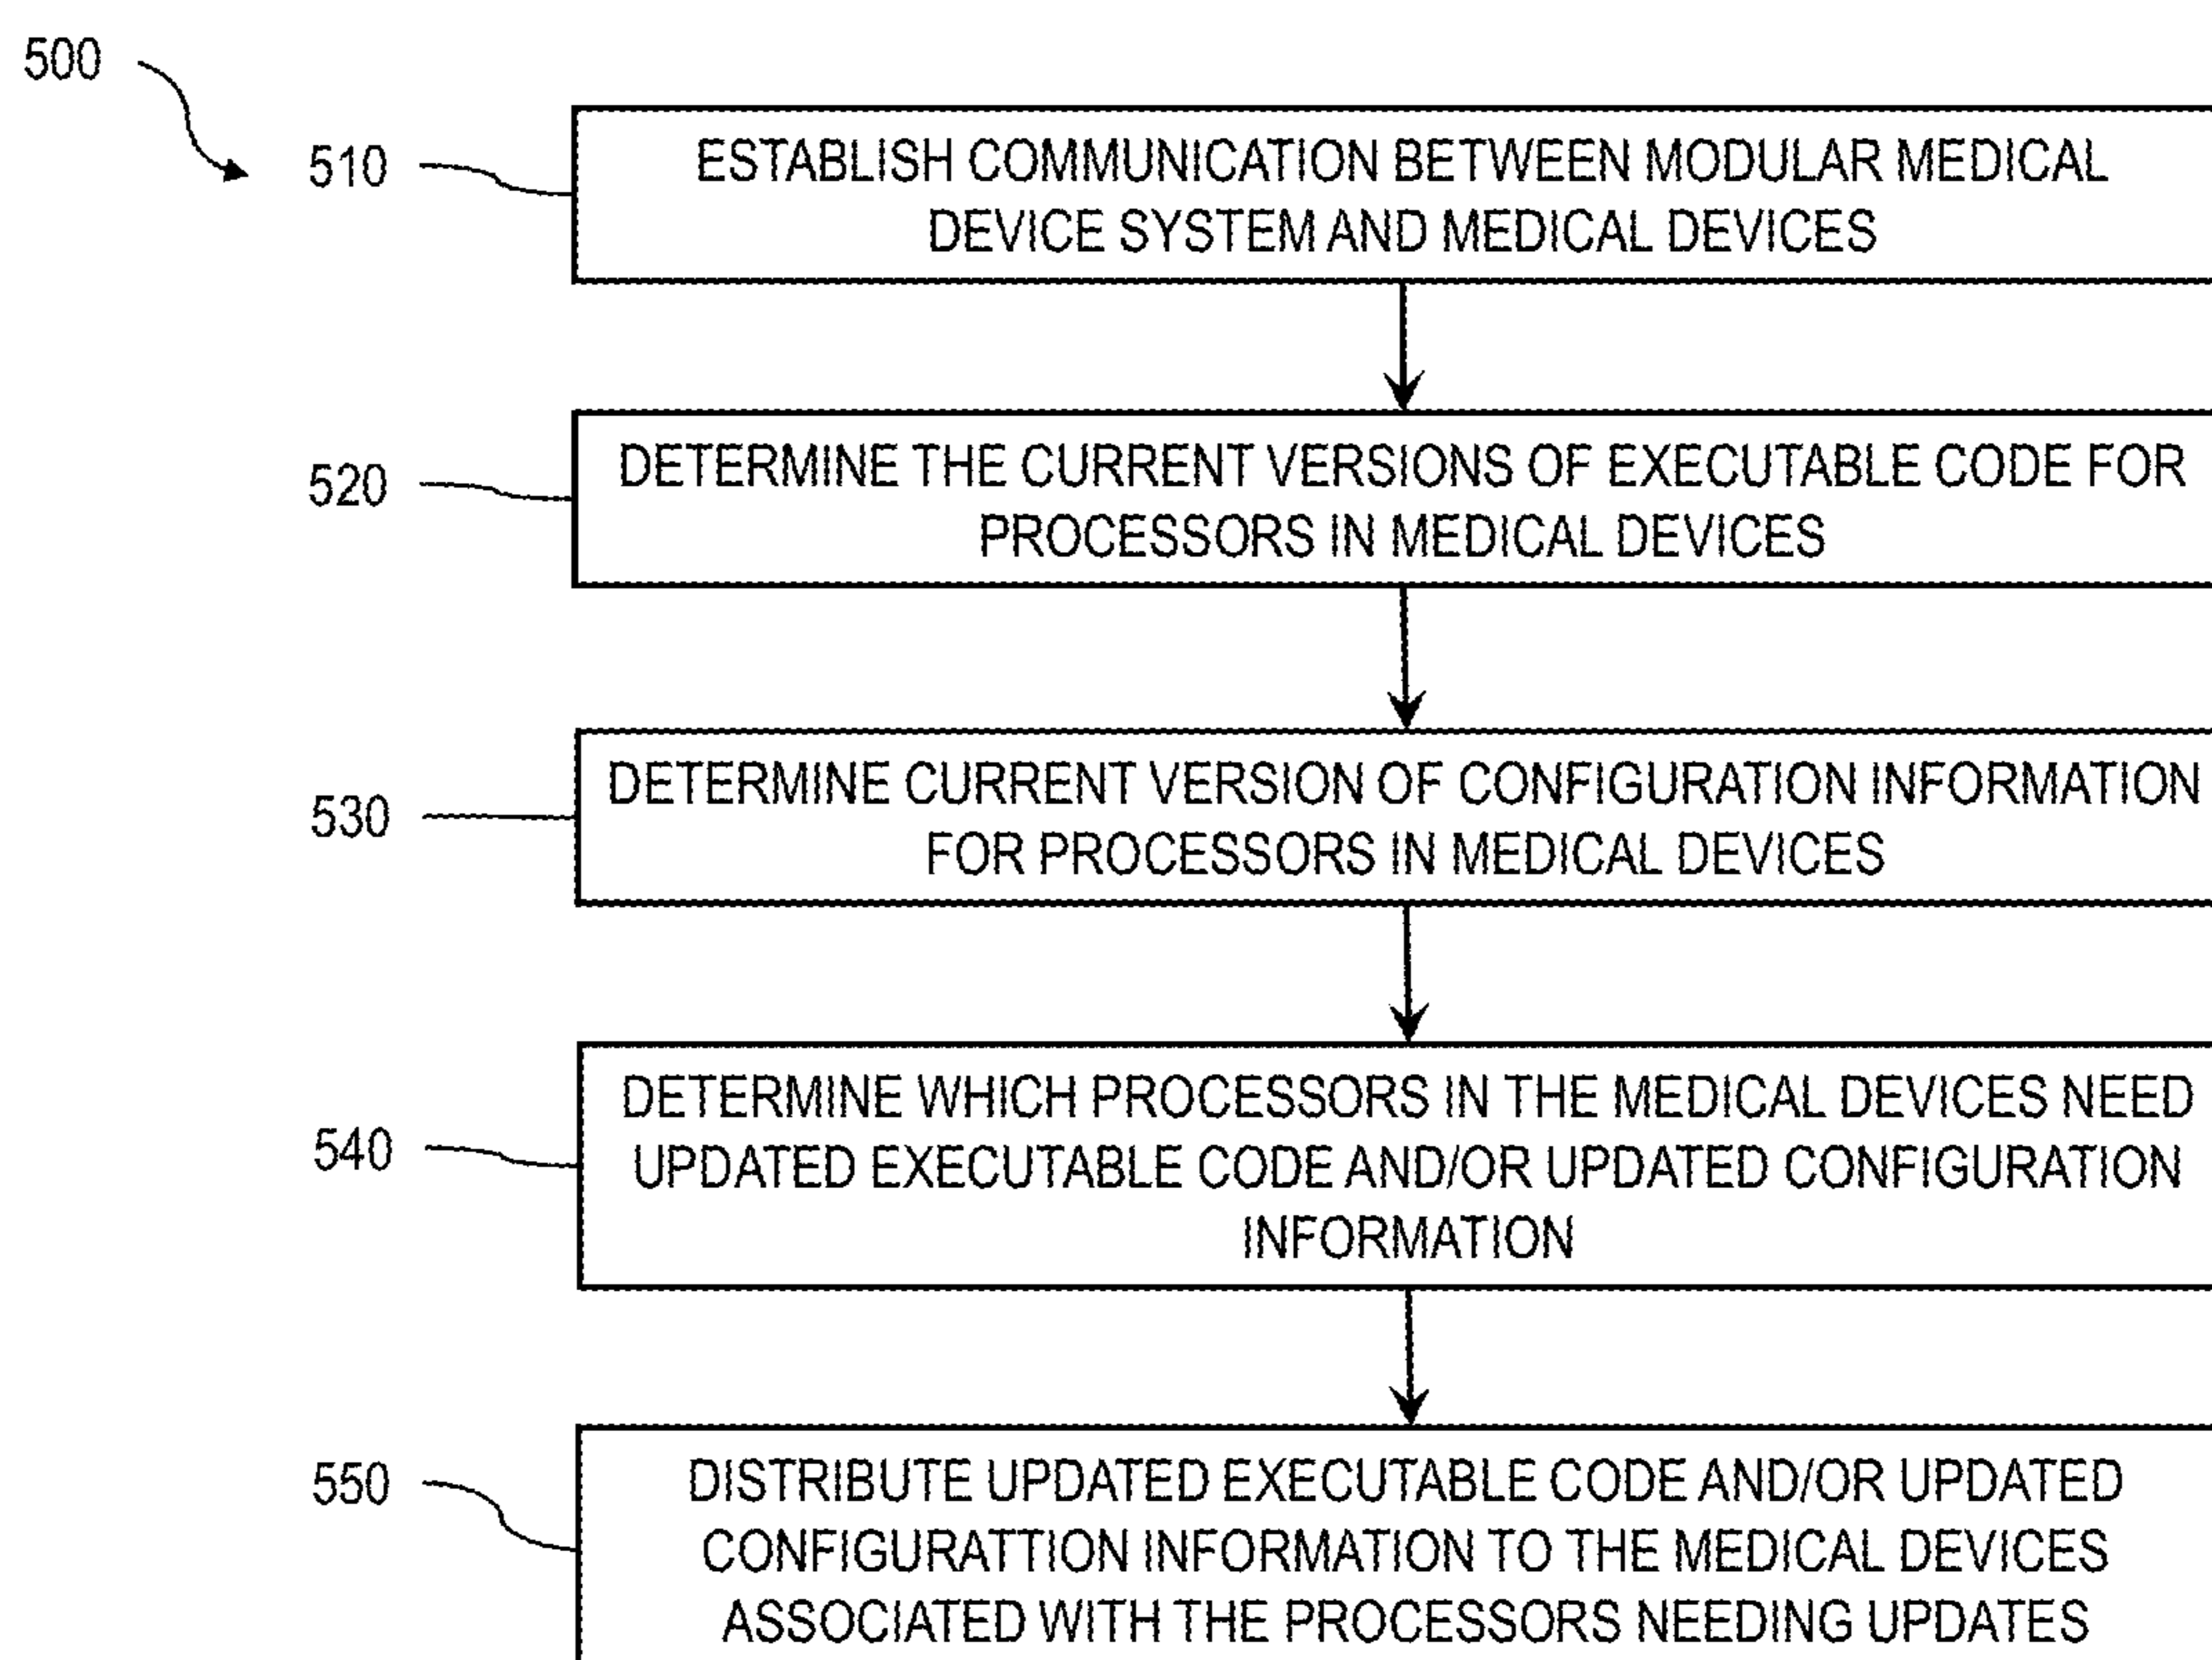 500
510
ESTABLISH COMMUNICATION BETWEEN MODULAR MEDICAL
DEVICE SYSTEM AND MEDICAL DEVICES
520
DETERMINE THE CURRENT VERSIONS OF EXECUTABLE CODE FOR
PROCESSORS IN MEDICAL DEVICES
530
DETERMINE CURRENT VERSION OF CONFIGURATION INFORMATION
FOR PROCESSORS IN MEDICAL DEVICES
540
DETERMINE WHICH PROCESSORS IN THE MEDICAL DEVICES NEED
UPDATED EXECUTABLE CODE AND/OR UPDATED CONFIGURATION
INFORMATION
550
DISTRIBUTE UPDATED EXECUTABLE CODE AND/OR UPDATED
CONFIGURATTION INFORMATION TO THE MEDICAL DEVICES
ASSOCIATED WITH THE PROCESSORS NEEDING UPDATES